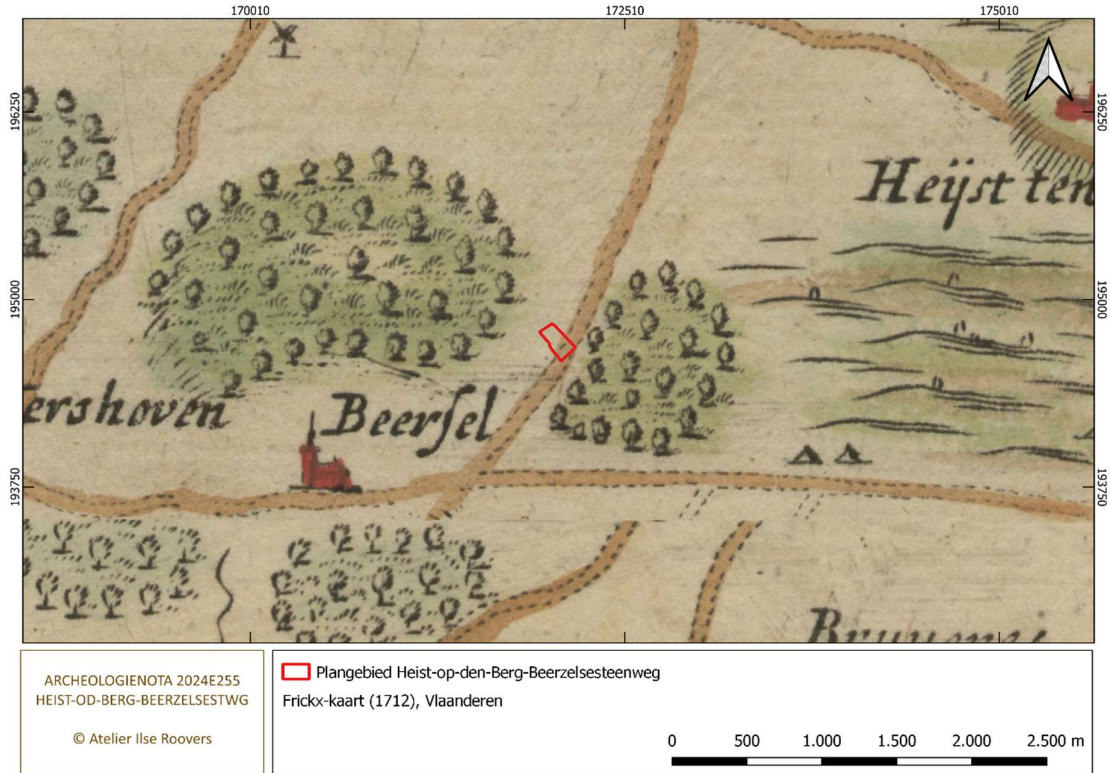 170010 172510 175010
196250 196250
Heÿst ten
195000 195000
ershoven Beersel
193750 193750
ARCHEOLOGIENOTA 2024E255
HEIST-OD-BERG-BEERZELSESTWG
© Atelier Ilse Roovers
Plangebied Heist-op-den-Berg-Beerzelsesteenweg
Frickx-kaart (1712), Vlaanderen
0 500 1.000 1.500 2.000 2.500 m